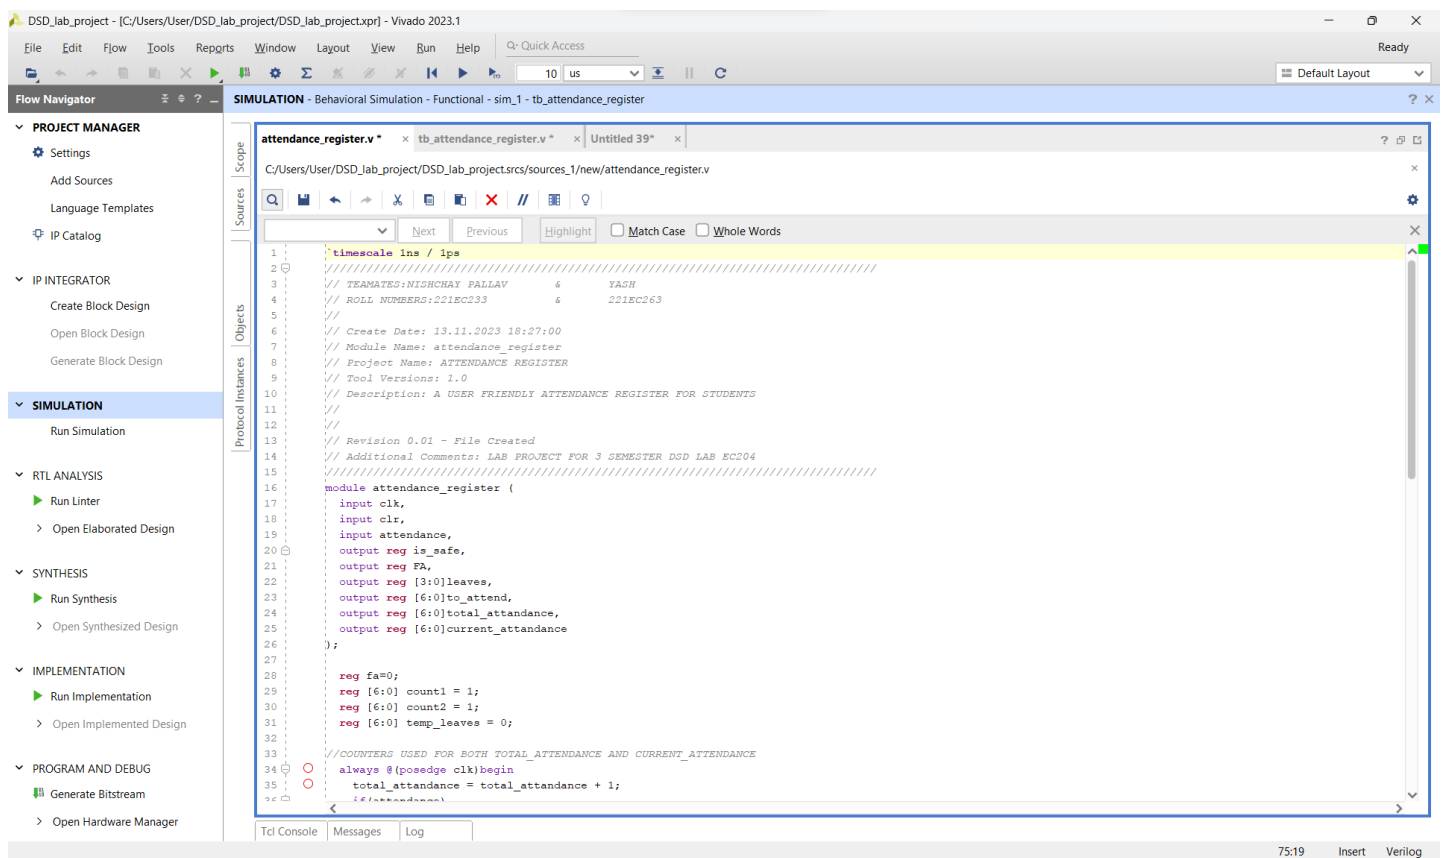 DSD_lab_project - [C:/Users/User/DSD_lab_project/DSD_lab_project.xpr] - Vivado 2023.1
File Edit Flow Tools Reports Window Layout View Run Help Quick Access
Ready
10 us
Default Layout
Flow Navigator
SIMULATION - Behavioral Simulation - Functional - sim_1 - tb_attendance_register
PROJECT MANAGER
Settings
Add Sources
Language Templates
IP Catalog
IP INTEGRATOR
Create Block Design
Open Block Design
Generate Block Design
SIMULATION
Run Simulation
RTL ANALYSIS
Run Linter
Open Elaborated Design
SYNTHESIS
Run Synthesis
Open Synthesized Design
IMPLEMENTATION
Run Implementation
Open Implemented Design
PROGRAM AND DEBUG
Generate Bitstream
Open Hardware Manager
Scope
Sources
Objects
Protocol Instances
attendance_register.v * tb_attendance_register.v * Untitled 39*
C:/Users/User/DSD_lab_project/DSD_lab_project.srcs/sources_1/new/attendance_register.v
Next Previous Highlight Match Case Whole Words
1 `timescale 1ns / 1ps
2 //////////////////////////////////////////////////////////////////////////////////
3 // TEAMATES:NISHCHAY PALLAV & YASH
4 // ROLL NUMBERS:221EC233 & 221EC263
5 //
6 // Create Date: 13.11.2023 18:27:00
7 // Module Name: attendance_register
8 // Project Name: ATTENDANCE REGISTER
9 // Tool Versions: 1.0
10 // Description: A USER FRIENDLY ATTENDANCE REGISTER FOR STUDENTS
11 //
12 //
13 // Revision 0.01 - File Created
14 // Additional Comments: LAB PROJECT FOR 3 SEMESTER DSD LAB EC204
15 //////////////////////////////////////////////////////////////////////////////////
16 module attendance_register (
17 input clk,
18 input clr,
19 input attendance,
20 output reg is_safe,
21 output reg FA,
22 output reg [3:0]leaves,
23 output reg [6:0]to_attend,
24 output reg [6:0]total_attandance,
25 output reg [6:0]current_attandance
26 );
27
28 reg fa=0;
29 reg [6:0] count1 = 1;
30 reg [6:0] count2 = 1;
31 reg [6:0] temp_leaves = 0;
32
33 //COUNTERS USED FOR BOTH TOTAL_ATTENDANCE AND CURRENT_ATTENDANCE
34 always @(posedge clk)begin
35 total_attandance = total_attandance + 1;
36 if(attendance)
Tcl Console Messages Log
75:19 Insert Verilog